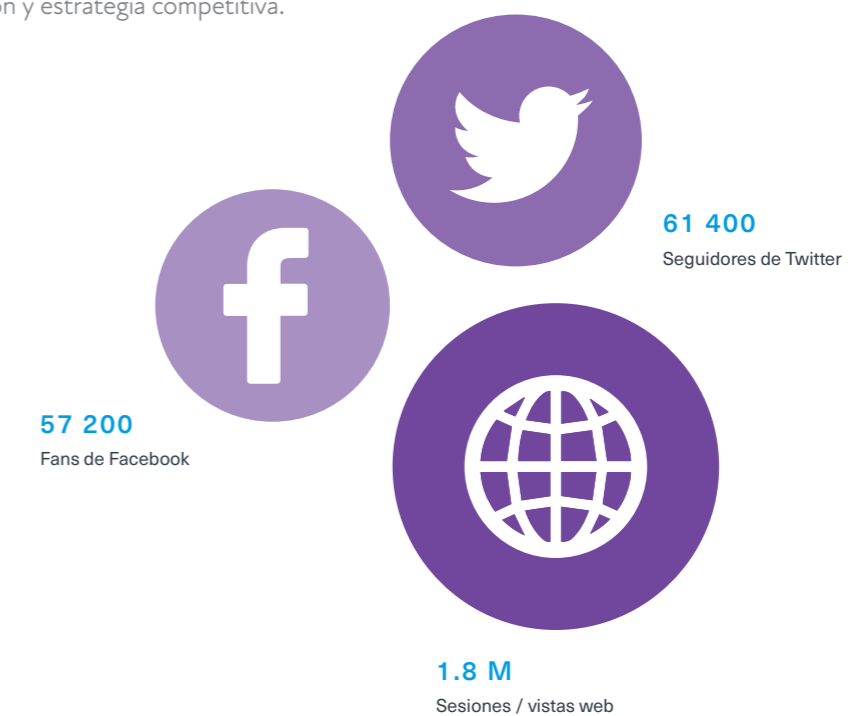 ón y estrategia competitiva.
61 400
Seguidores de Twitter
57 200
Fans de Facebook
1.8 M
Sesiones / vistas web